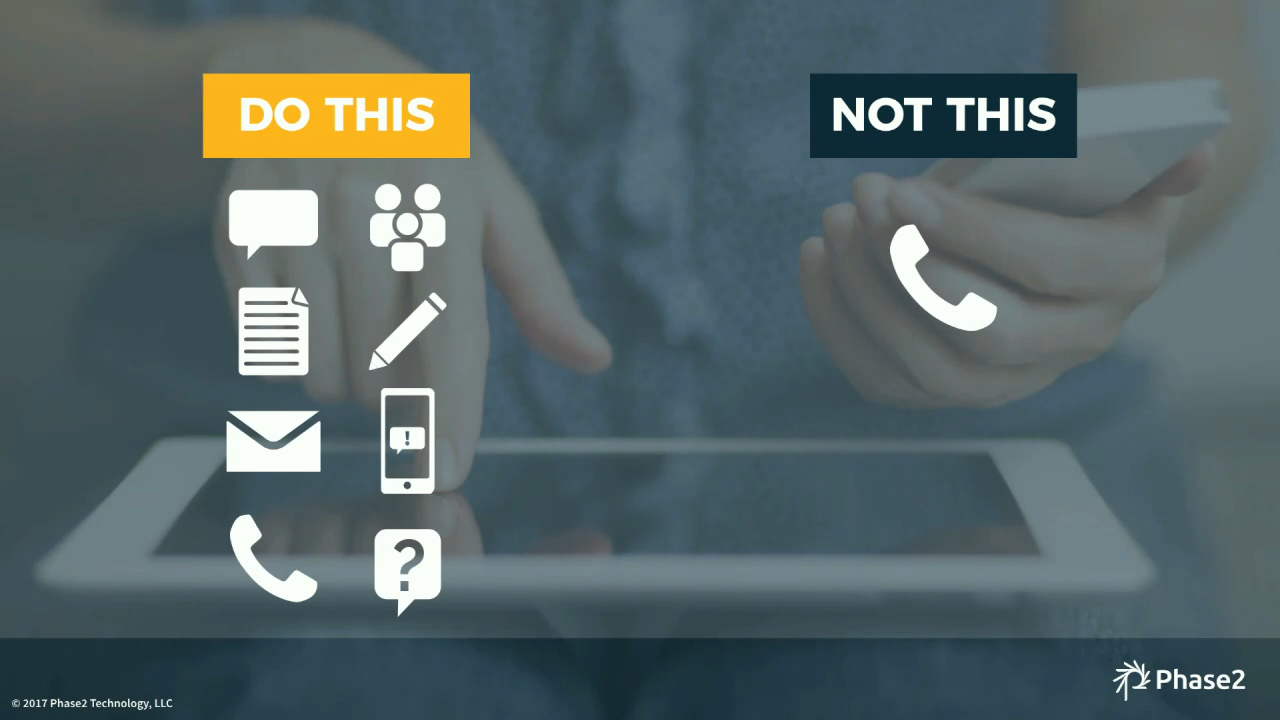 DO THIS
NOT THIS
!
?
Phase2
© 2017 Phase2 Technology, LLC